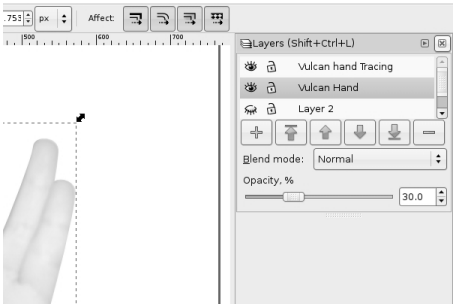 .753 px Affect:
500 600 700
Layers (Shift+Ctrl+L)
Vulcan hand Tracing
Vulcan Hand
Layer 2
Blend mode: Normal
Opacity, %
30.0